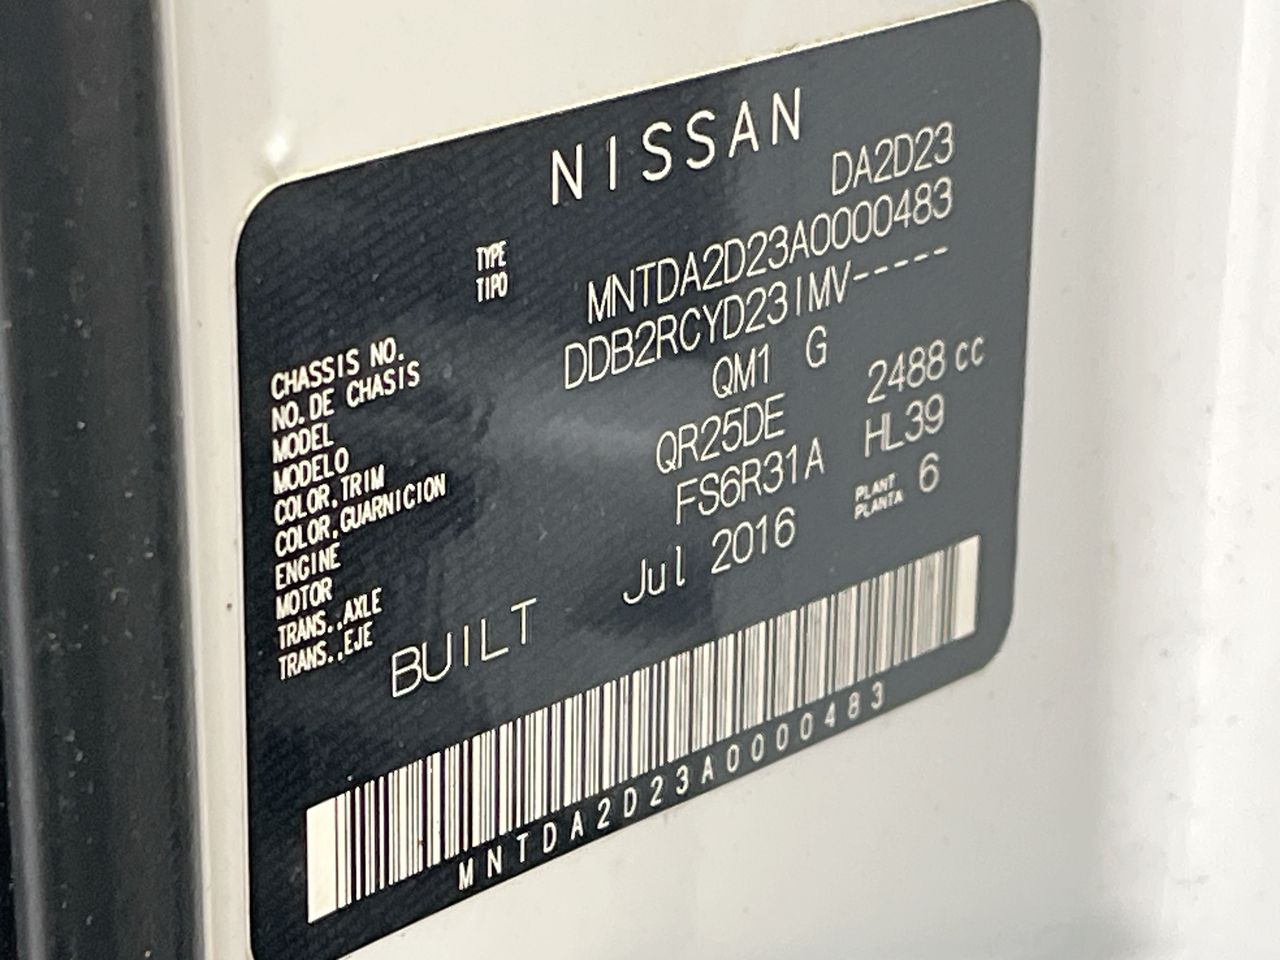 NISSAN
TYPE DA2D23
TIPO
CHASSIS NO. MNTDA2D23A0000483
NO. DE CHASIS
MODEL DDB2RCYD23IMV-----
MODELO
COLOR, TRIM QM1 G
COLOR, GUARNICION
ENGINE QR25DE 2488 cc
MOTOR
TRANS., AXLE FS6R31A HL39
TRANS., EJE
BUILT Jul 2016 PLANT 6
PLANTA
MNTDA2D23A0000483